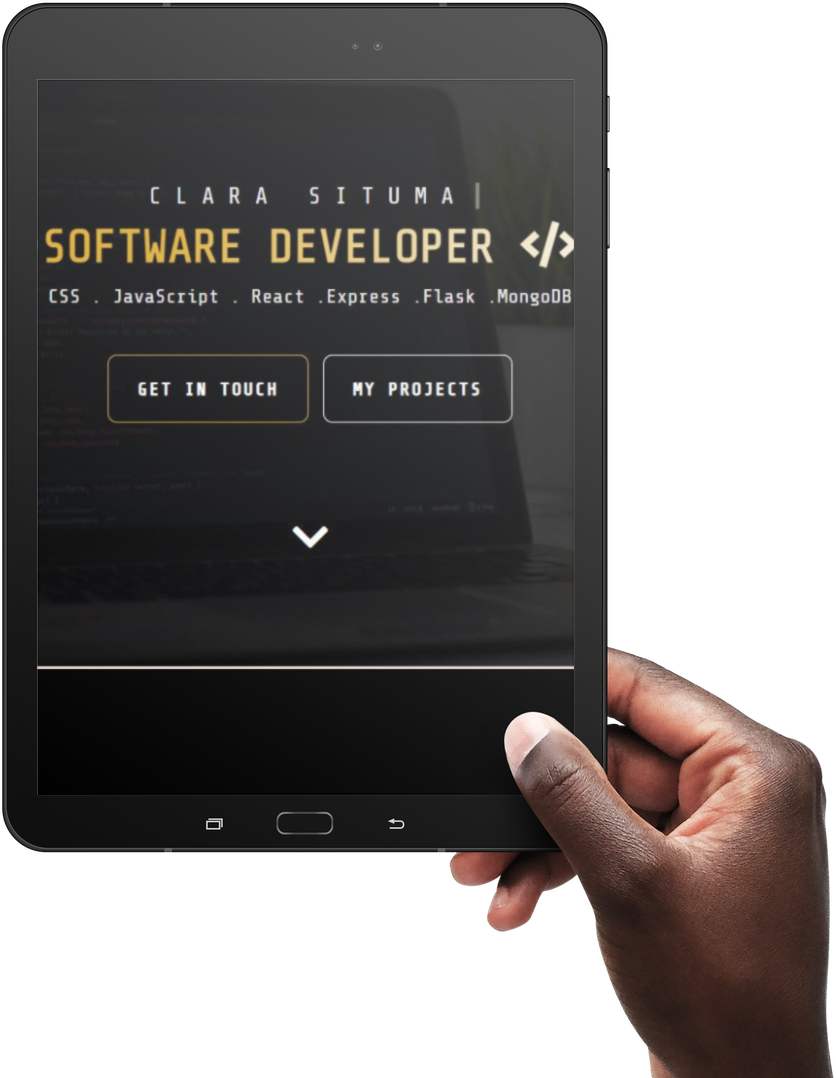 CLARA SITUMA|
SOFTWARE DEVELOPER </>
CSS . JavaScript . React .Express .Flask .MongoDB
GET IN TOUCH
MY PROJECTS